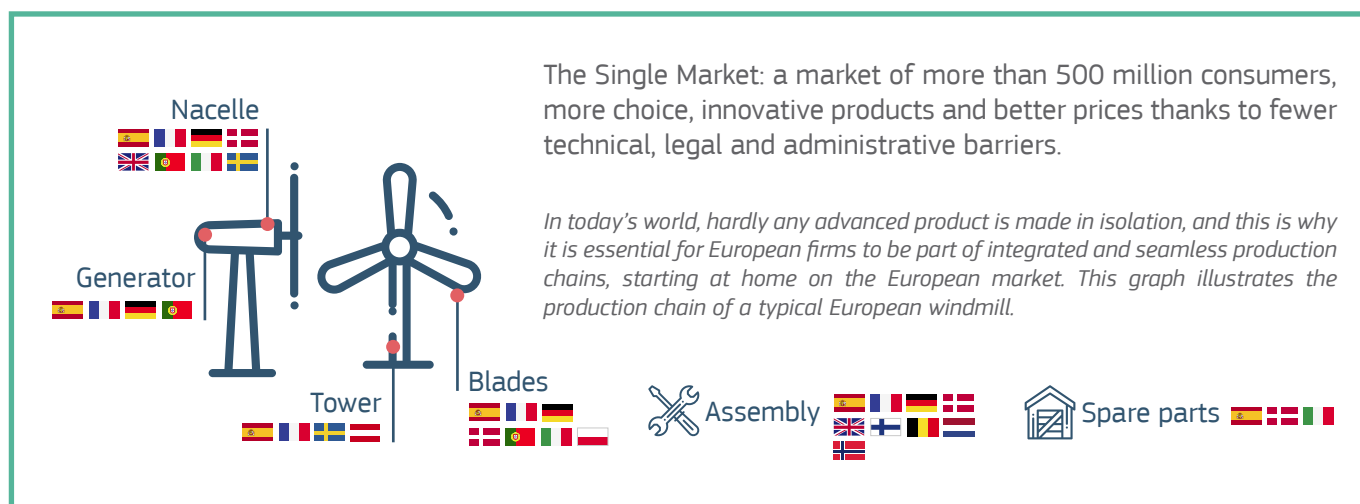 The Single Market: a market of more than 500 million consumers,
more choice, innovative products and better prices thanks to fewer
technical, legal and administrative barriers.
In today’s world, hardly any advanced product is made in isolation, and this is why
it is essential for European firms to be part of integrated and seamless production
chains, starting at home on the European market. This graph illustrates the
production chain of a typical European windmill.
Nacelle
Generator
Tower
Blades
Assembly
Spare parts